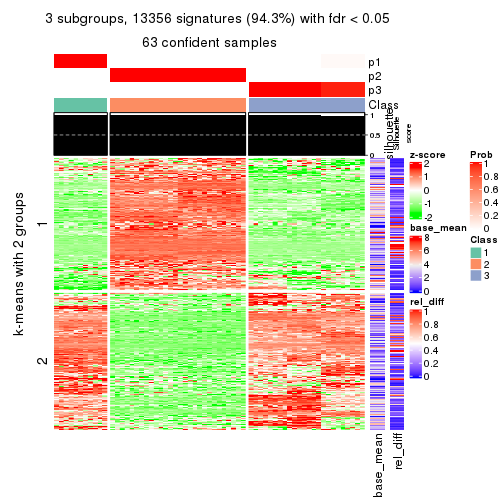 3 subgroups, 13356 signatures (94.3%) with fdr < 0.05
63 confident samples
p1
p2
p3
Class
1
0.5
0
silhouette
Silhouette
score
k-means with 2 groups
1
2
base_mean
rel_diff
z-score
2
1
0
-1
-2
base_mean
8
6
4
2
0
rel_diff
1
0.8
0.6
0.4
0.2
0
Prob
1
0.8
0.6
0.4
0.2
0
Class
1
2
3